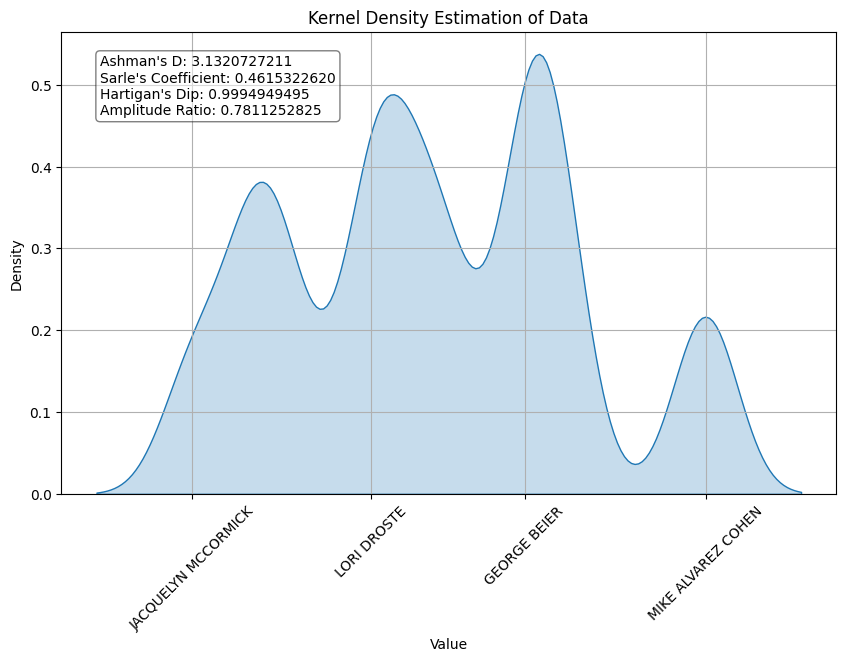 Kernel Density Estimation of Data
Ashman's D: 3.1320727211
Sarle's Coefficient: 0.4615322620
Hartigan's Dip: 0.9994949495
Amplitude Ratio: 0.7811252825
Density
0.5
0.4
0.3
0.2
0.1
0.0
JACQUELYN MCCORMICK
LORI DROSTE
GEORGE BEIER
MIKE ALVAREZ COHEN
Value